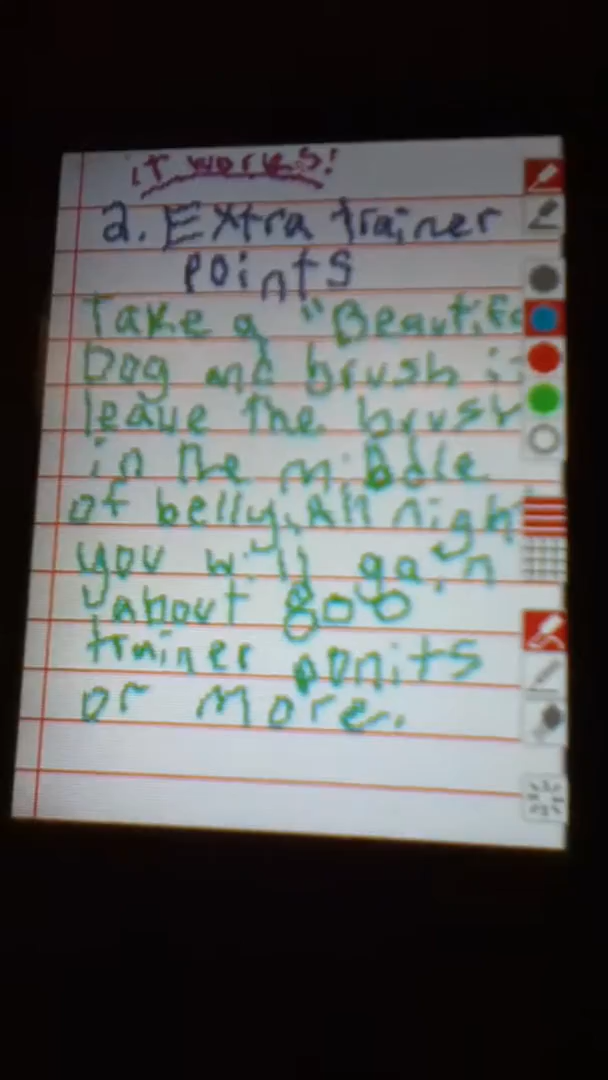 it works!
2. Extra trainer
points
Take a "Beautif
Dog and brush i
leave the brush
in the middle
of belly. All nigh
you will gain
about 800
trainer ponits
or more.